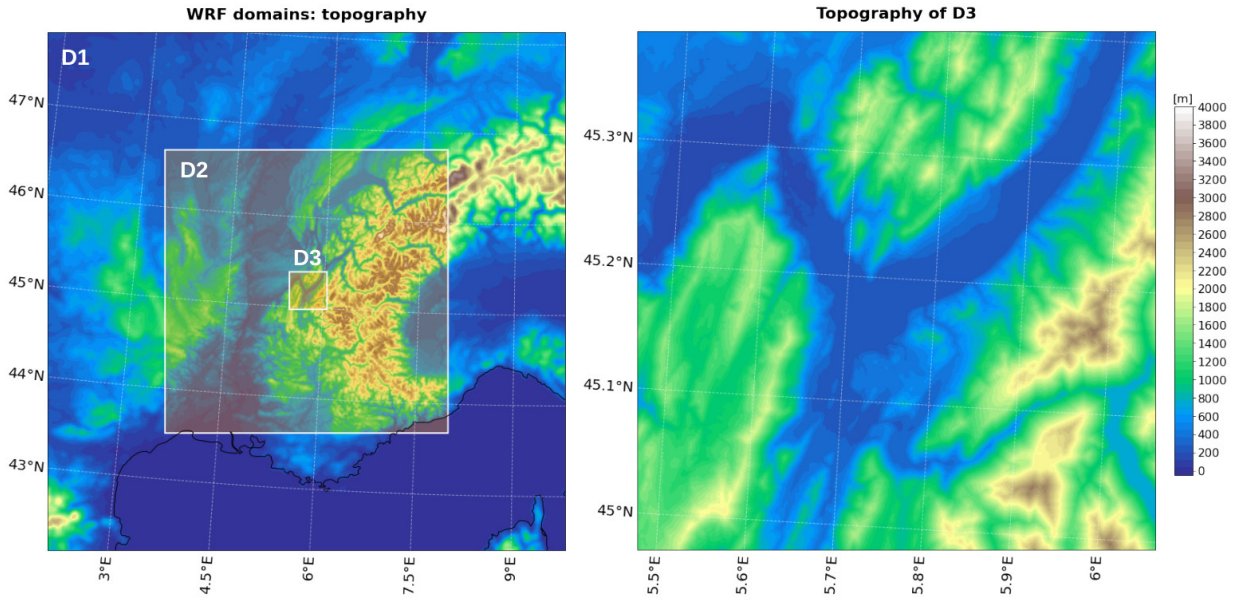 WRF domains: topography
D1
D2
D3
47°N
46°N
45°N
44°N
43°N
3°E
4.5°E
6°E
7.5°E
9°E
Topography of D3
45.3°N
45.2°N
45.1°N
45°N
5.5°E
5.6°E
5.7°E
5.8°E
5.9°E
6°E
[m]
4000
3800
3600
3400
3200
3000
2800
2600
2400
2200
2000
1800
1600
1400
1200
1000
800
600
400
200
0